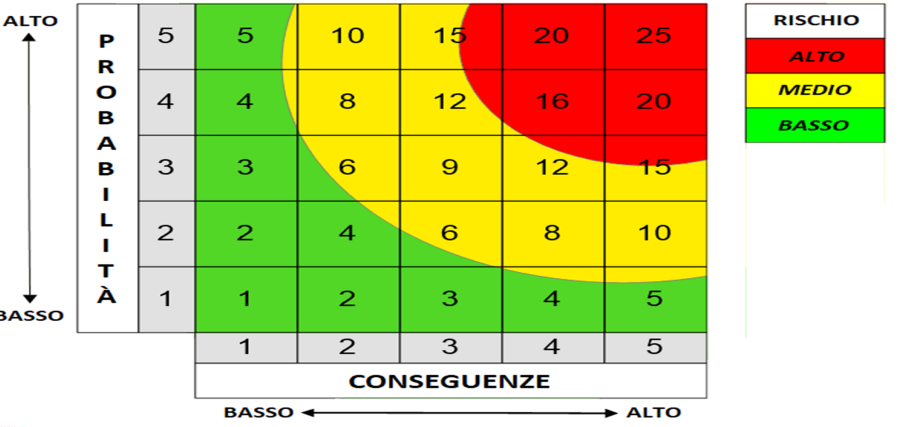 ALTO
BASSO
PROBABILITÀ
5 5 10 15 20 25
4 4 8 12 16 20
3 3 6 9 12 15
2 2 4 6 8 10
1 1 2 3 4 5
1 2 3 4 5
CONSEGUENZE
BASSO ALTO
RISCHIO
ALTO
MEDIO
BASSO